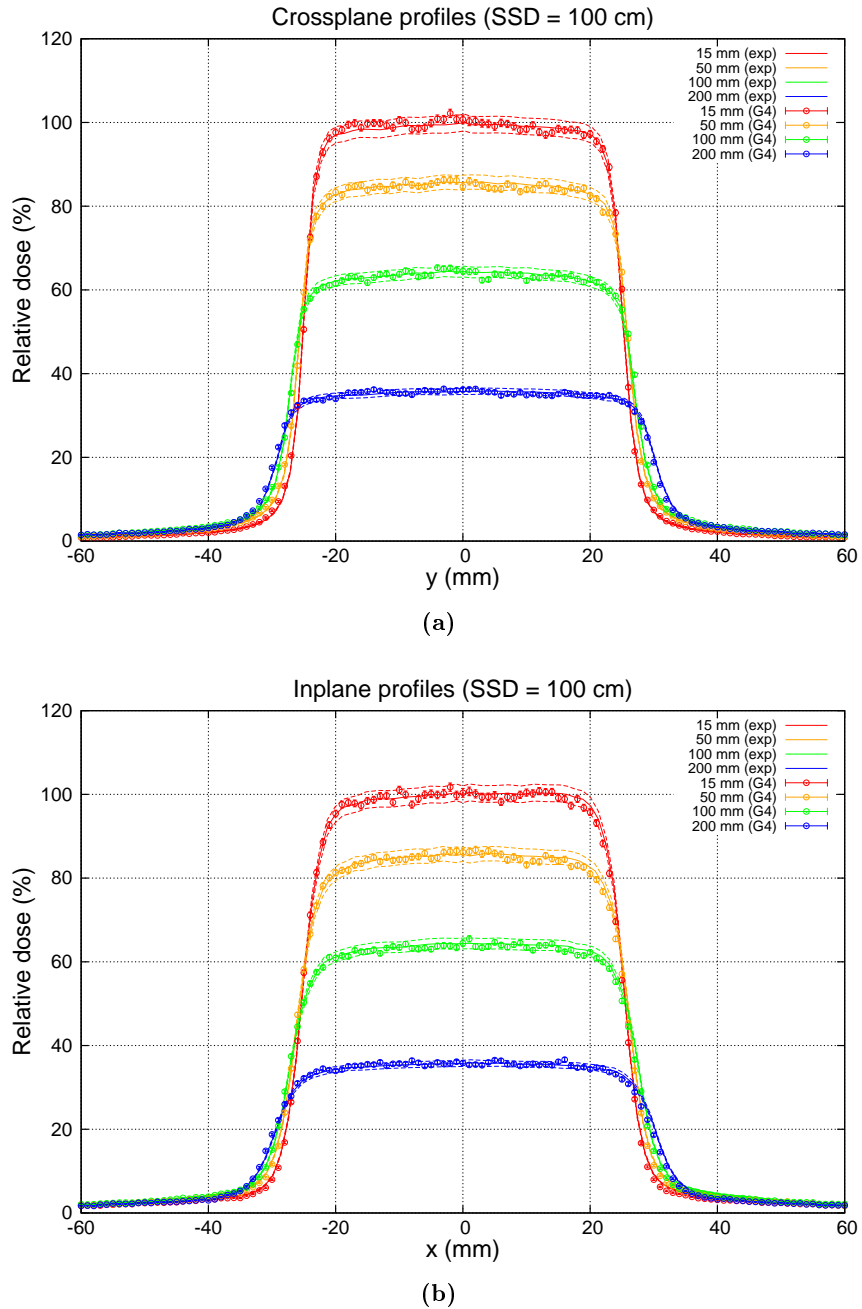 Crossplane profiles (SSD = 100 cm)
120
100
80
60
40
20
0
Relative dose (%)
15 mm (exp)
50 mm (exp)
100 mm (exp)
200 mm (exp)
15 mm (G4)
50 mm (G4)
100 mm (G4)
200 mm (G4)
-60 -40 -20 0 20 40 60
y (mm)
(a)
Inplane profiles (SSD = 100 cm)
120
100
80
60
40
20
0
Relative dose (%)
15 mm (exp)
50 mm (exp)
100 mm (exp)
200 mm (exp)
15 mm (G4)
50 mm (G4)
100 mm (G4)
200 mm (G4)
-60 -40 -20 0 20 40 60
x (mm)
(b)